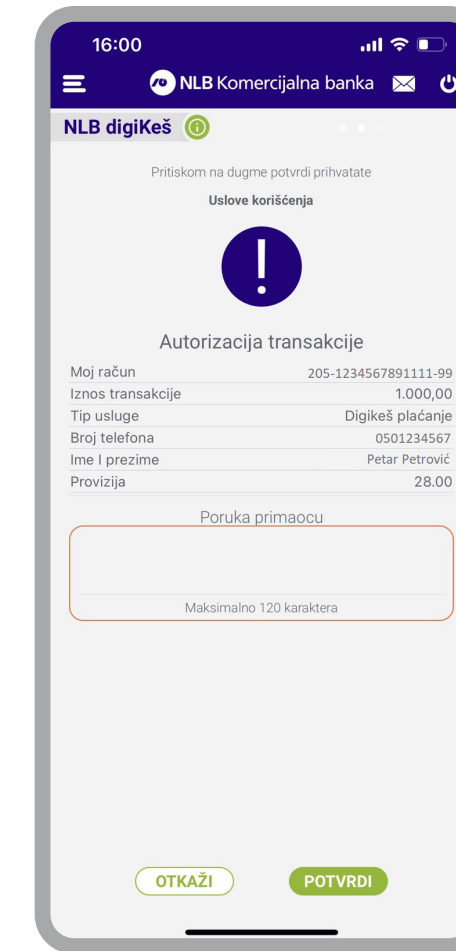 16:00
NLB Komercijalna banka
NLB digiKeš
Pritiskom na dugme potvrdi prihvatate
Uslove korišćenja
!
Autorizacija transakcije
Moj račun 205-1234567891111-99
Iznos transakcije 1.000,00
Tip usluge Digikeš plaćanje
Broj telefona 0501234567
Ime I prezime Petar Petrović
Provizija 28.00
Poruka primaocu
Maksimalno 120 karaktera
OTKAŽI POTVRDI